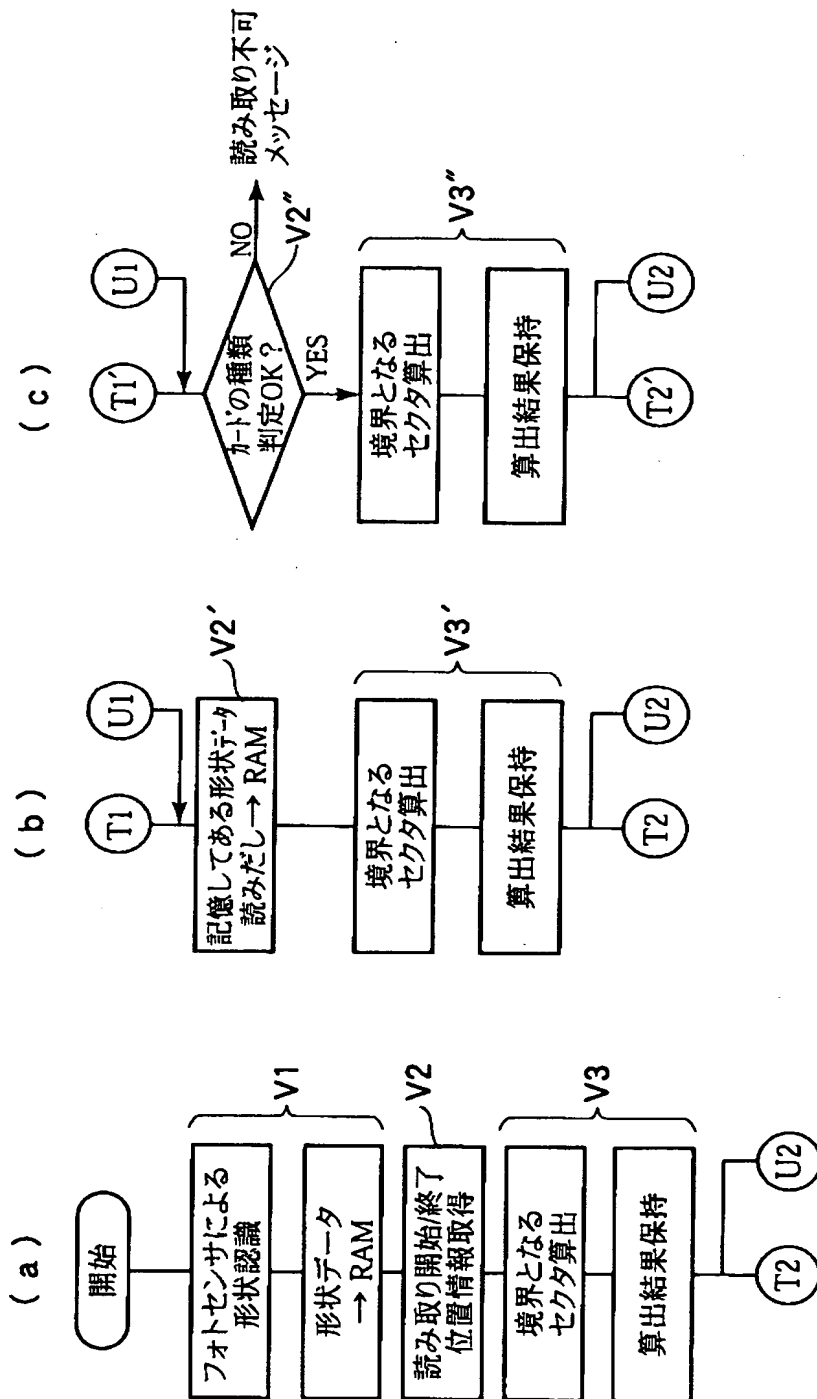 (a)
開始
フォトセンサによる
形状認識
V1
形状データ
→RAM
読み取り開始/終了
位置情報取得
V2
境界となる
セクタ算出
V3
算出結果保持
T2
U2
(b)
T1
U1
記憶してある形状データ
読みだし→RAM
V2′
境界となる
セクタ算出
V3′
算出結果保持
T2
U2
(c)
T1′
U1
カードの種類
判定OK?
NO
読み取り不可
メッセージ
V2″
YES
境界となる
セクタ算出
V3″
算出結果保持
T2′
U2